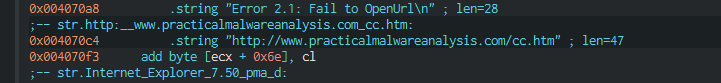 0x004070a8 .string "Error 2.1: Fail to OpenUrl\n" ; len=28
;-- str.http:__www.practicalmalwareanalysis.com_cc.htm:
0x004070c4 .string "http://www.practicalmalwareanalysis.com/cc.htm" ; len=47
0x004070f3 add byte [ecx + 0x6e], cl
;-- str.Internet_Explorer_7.50_pma_d: